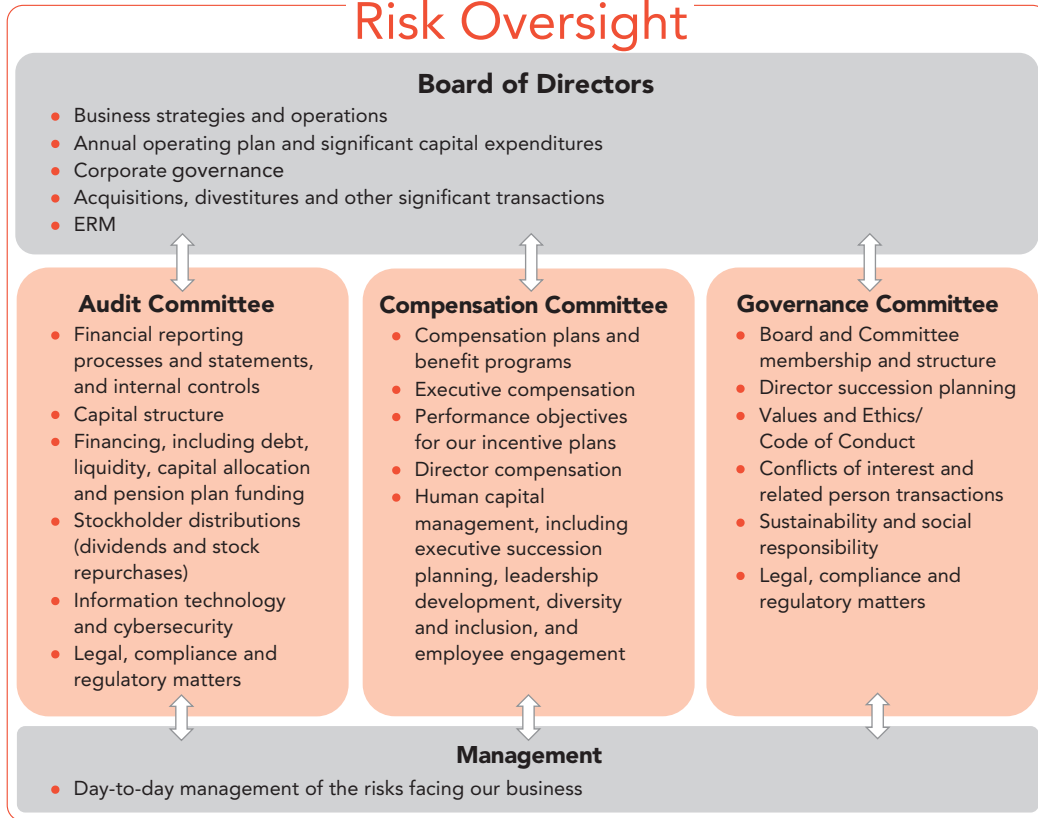 Risk Oversight
Board of Directors
• Business strategies and operations
• Annual operating plan and significant capital expenditures
• Corporate governance
• Acquisitions, divestitures and other significant transactions
• ERM
Audit Committee
• Financial reporting
processes and statements,
and internal controls
• Capital structure
• Financing, including debt,
liquidity, capital allocation
and pension plan funding
• Stockholder distributions
(dividends and stock
repurchases)
• Information technology
and cybersecurity
• Legal, compliance and
regulatory matters
Compensation Committee
• Compensation plans and
benefit programs
• Executive compensation
• Performance objectives
for our incentive plans
• Director compensation
• Human capital
management, including
executive succession
planning, leadership
development, diversity
and inclusion, and
employee engagement
Governance Committee
• Board and Committee
membership and structure
• Director succession planning
• Values and Ethics/
Code of Conduct
• Conflicts of interest and
related person transactions
• Sustainability and social
responsibility
• Legal, compliance and
regulatory matters
Management
• Day-to-day management of the risks facing our business